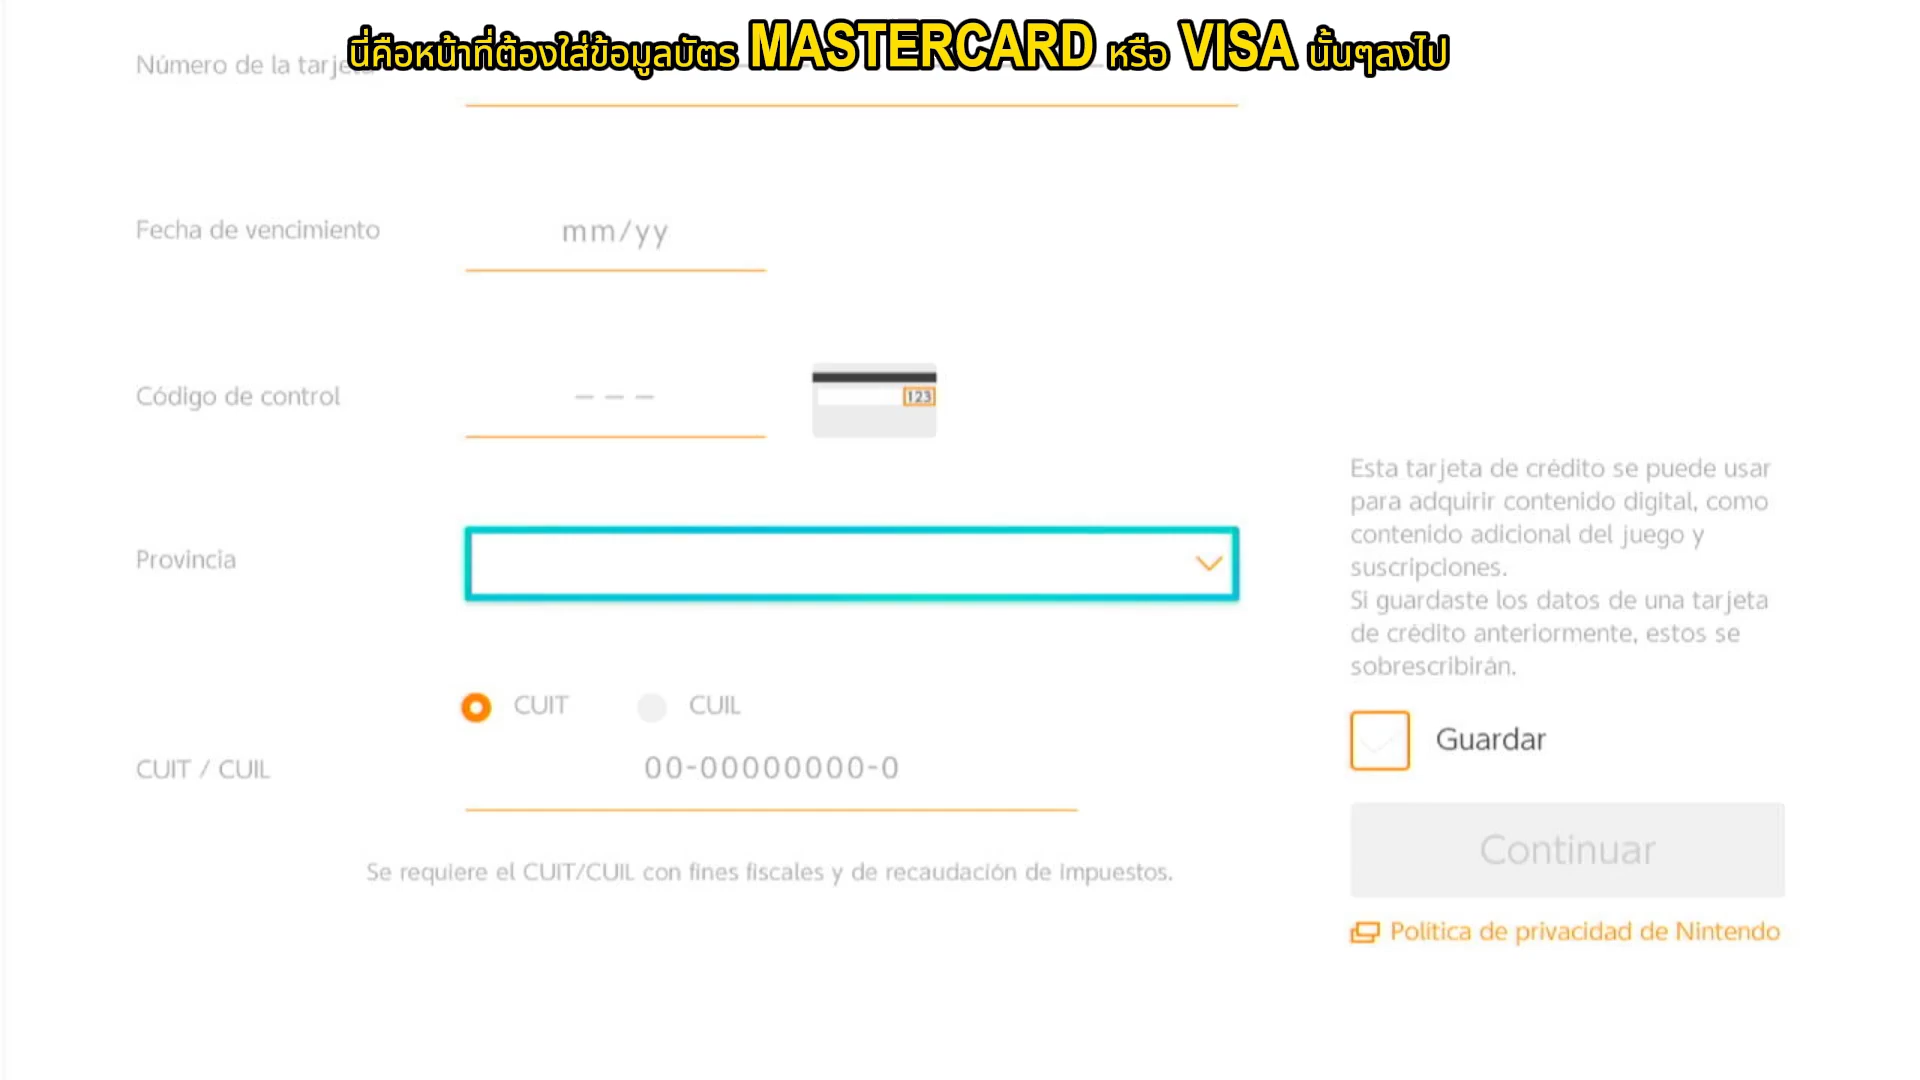 นี่คือหน้าที่ต้องใส่ข้อมูลบัตร MASTERCARD หรือ VISA นั้นๆลงไป
Número de la tarjeta
Fecha de vencimiento
mm/yy
Código de control
– – –
123
Provincia
CUIT
CUIL
CUIT / CUIL
00-00000000-0
Se requiere el CUIT/CUIL con fines fiscales y de recaudación de impuestos.
Esta tarjeta de crédito se puede usar
para adquirir contenido digital, como
contenido adicional del juego y
suscripciones.
Si guardaste los datos de una tarjeta
de crédito anteriormente, estos se
sobrescribirán.
Guardar
Continuar
Política de privacidad de Nintendo